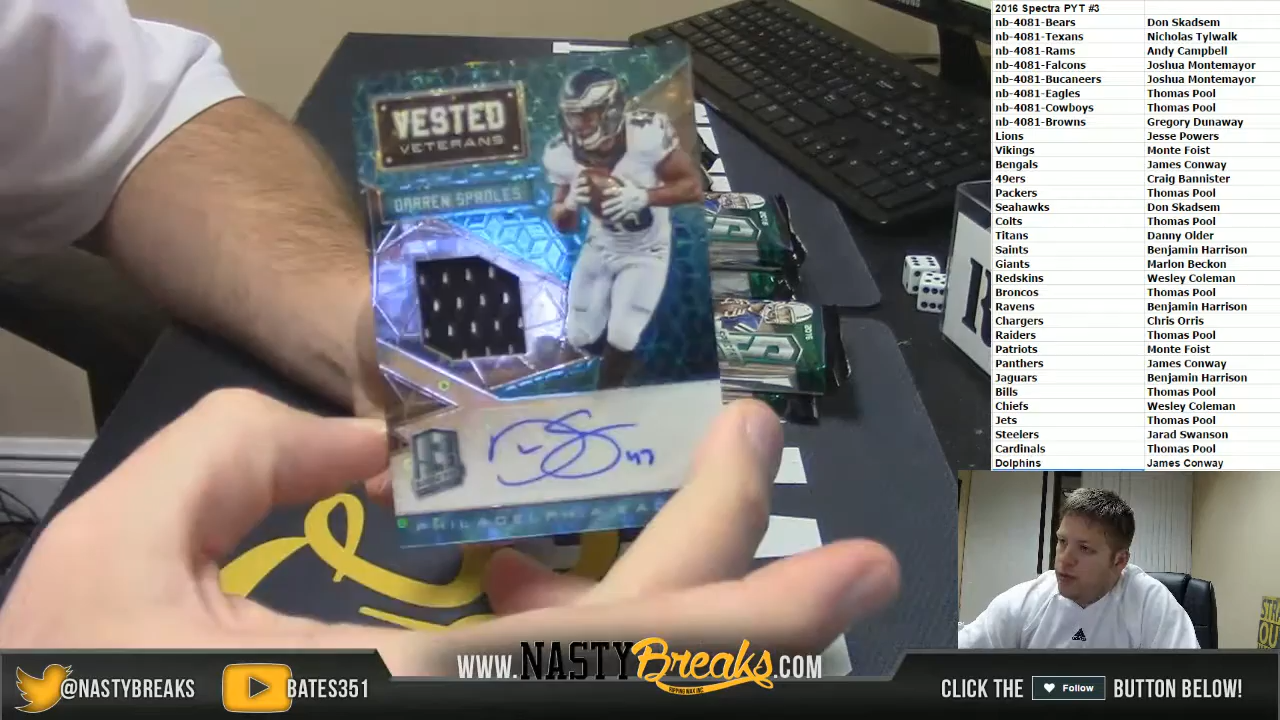 2016 Spectra PYT #3
nb-4081-Bears Don Skadsem
nb-4081-Texans Nicholas Tylwalk
nb-4081-Rams Andy Campbell
nb-4081-Falcons Joshua Montemayor
nb-4081-Bucaneers Joshua Montemayor
nb-4081-Eagles Thomas Pool
nb-4081-Cowboys Thomas Pool
nb-4081-Browns Gregory Dunaway
Lions Jesse Powers
Vikings Monte Foist
Bengals James Conway
49ers Craig Bannister
Packers Thomas Pool
Seahawks Don Skadsem
Colts Thomas Pool
Titans Danny Older
Saints Benjamin Harrison
Giants Marlon Beckon
Redskins Wesley Coleman
Broncos Thomas Pool
Ravens Benjamin Harrison
Chargers Chris Orris
Raiders Thomas Pool
Patriots Monte Foist
Panthers James Conway
Jaguars Benjamin Harrison
Bills Thomas Pool
Chiefs Wesley Coleman
Jets Thomas Pool
Steelers Jarad Swanson
Cardinals Thomas Pool
Dolphins James Conway
VESTED
VETERANS
DARREN SPROLES
PHILADELPHIA
WWW.NASTYBreaks.COM
RIPPING WAX INC
@NASTYBREAKS
BATES351
CLICK THE Follow BUTTON BELOW!